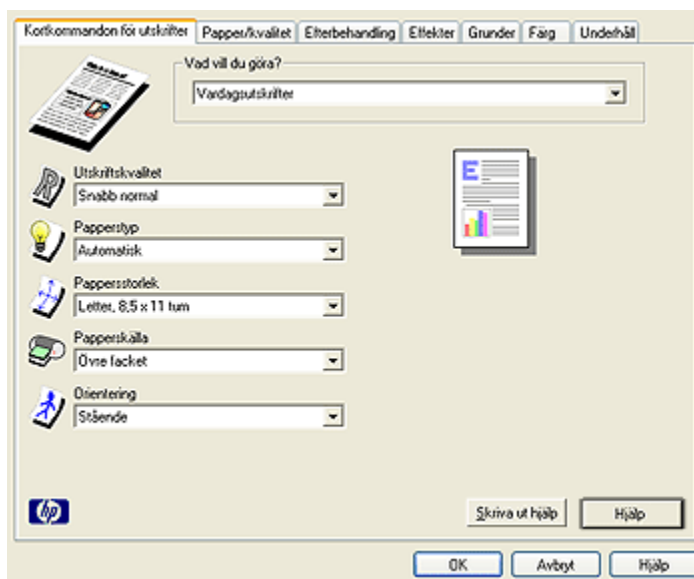 Kortkommandon för utskrifter Papper/kvalitet Efterbehandling Effekter Grunder Färg Underhåll
Vad vill du göra?
Vardagsutskrifter
Utskriftskvalitet
Snabb normal
Papperstyp
Automatisk
Pappersstorlek
Letter, 8,5 x 11 tum
Papperskälla
Övre facket
Orientering
Stående
E
hp
Skriva ut hjälp Hjälp
OK Avbryt Hjälp